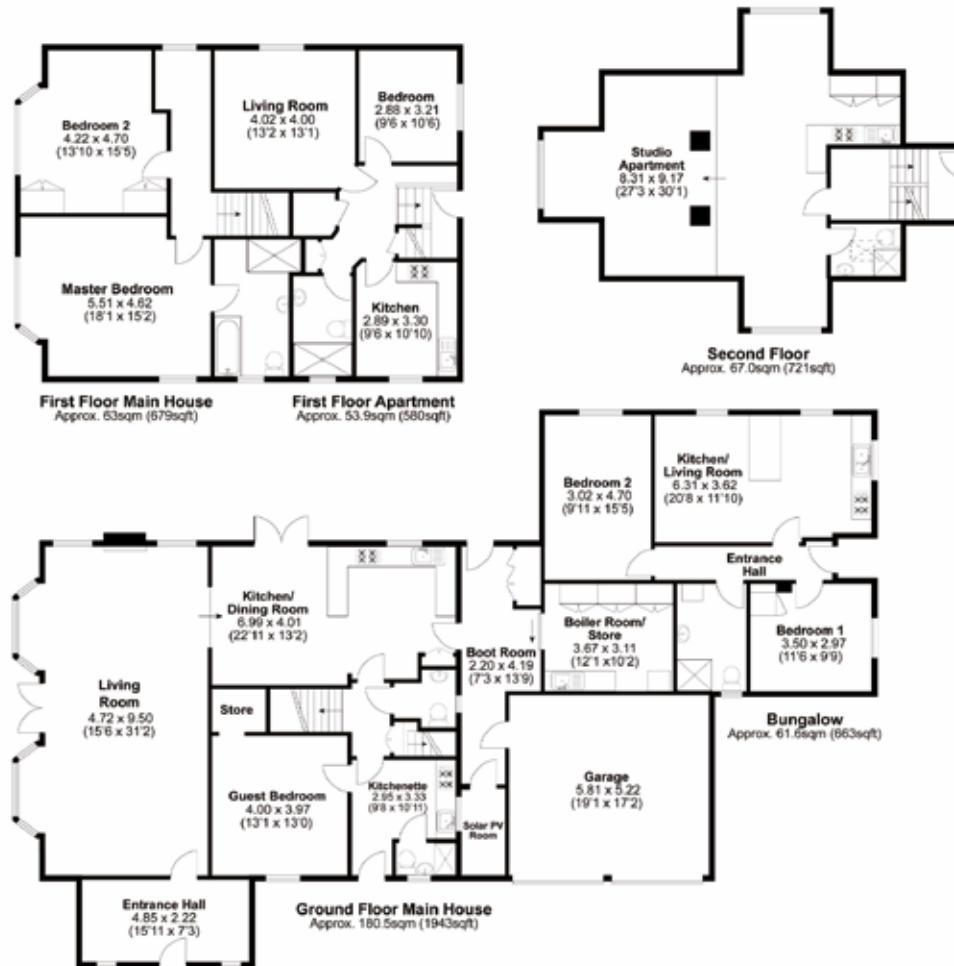 Bedroom 2
4.22 x 4.70
(13'10 x 15'5)
Living Room
4.02 x 4.00
(13'2 x 13'1)
Bedroom
2.88 x 3.21
(9'6 x 10'6)
Master Bedroom
5.51 x 4.62
(18'1 x 15'2)
Kitchen
2.89 x 3.30
(9'6 x 10'10)
First Floor Main House
Approx. 63sqm (679sqft)
First Floor Apartment
Approx. 53.9sqm (580sqft)
Studio
Apartment
8.31 x 9.17
(27'3 x 30'1)
Second Floor
Approx. 67.0sqm (721sqft)
Kitchen/
Living Room
6.31 x 3.62
(20'8 x 11'10)
Bedroom 2
3.02 x 4.70
(9'11 x 15'5)
Entrance
Hall
Bedroom 1
3.50 x 2.97
(11'6 x 9'9)
Bungalow
Approx. 61.6sqm (663sqft)
Kitchen/
Dining Room
6.99 x 4.01
(22'11 x 13'2)
Boot Room
2.20 x 4.19
(7'3 x 13'9)
Boiler Room/
Store
3.67 x 3.11
(12'1 x10'2)
Living
Room
4.72 x 9.50
(15'6 x 31'2)
Store
Guest Bedroom
4.00 x 3.97
(13'1 x 13'0)
Kitchenette
2.95 x 3.33
(9'8 x 10'11)
Solar PV
Room
Garage
5.81 x 5.22
(19'1 x 17'2)
Entrance Hall
4.85 x 2.22
(15'11 x 7'3)
Ground Floor Main House
Approx. 180.5sqm (1943sqft)